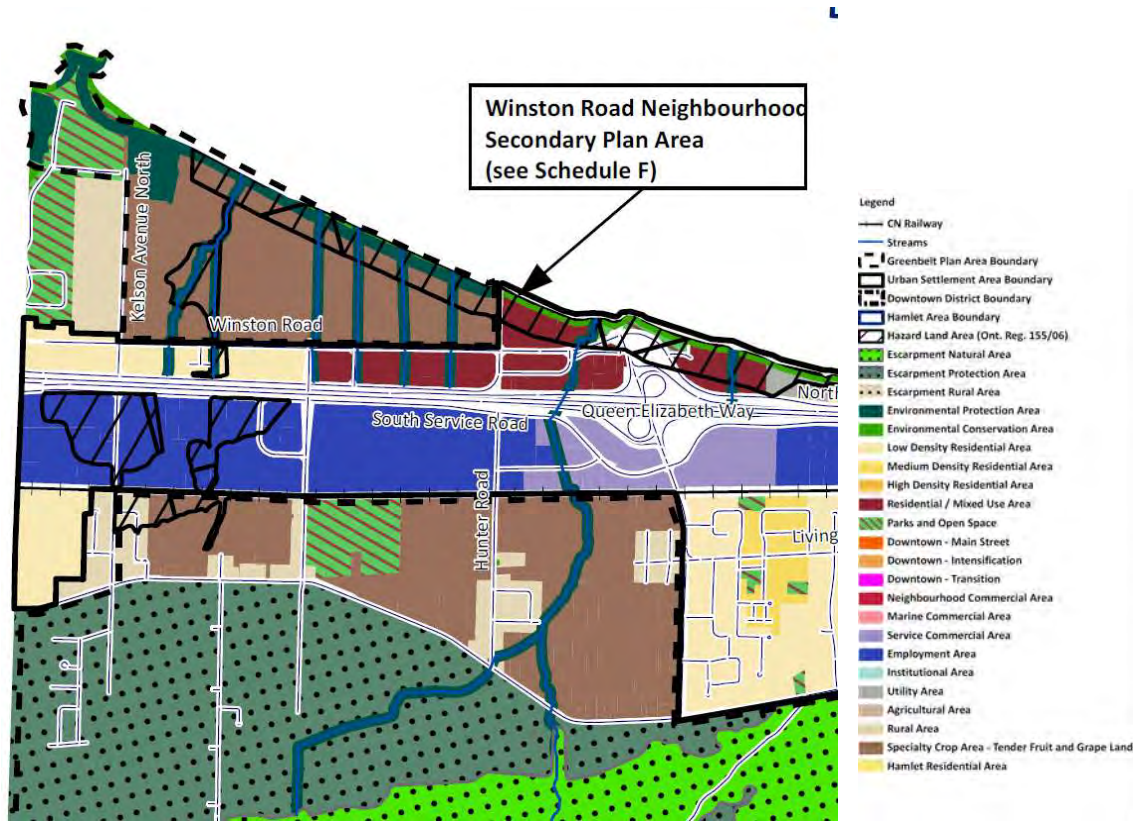 Winston Road Neighbourhood
Secondary Plan Area
(see Schedule F)
Kelson Avenue North
Winston Road
North
Queen Elizabeth Way
South Service Road
Hunter Road
Living
Legend
CN Railway
Streams
Greenbelt Plan Area Boundary
Urban Settlement Area Boundary
Downtown District Boundary
Hamlet Area Boundary
Hazard Land Area (Ont. Reg. 155/06)
Escarpment Natural Area
Escarpment Protection Area
Escarpment Rural Area
Environmental Protection Area
Environmental Conservation Area
Low Density Residential Area
Medium Density Residential Area
High Density Residential Area
Residential / Mixed Use Area
Parks and Open Space
Downtown - Main Street
Downtown - Intensification
Downtown - Transition
Neighbourhood Commercial Area
Marine Commercial Area
Service Commercial Area
Employment Area
Institutional Area
Utility Area
Agricultural Area
Rural Area
Specialty Crop Area - Tender Fruit and Grape Land
Hamlet Residential Area